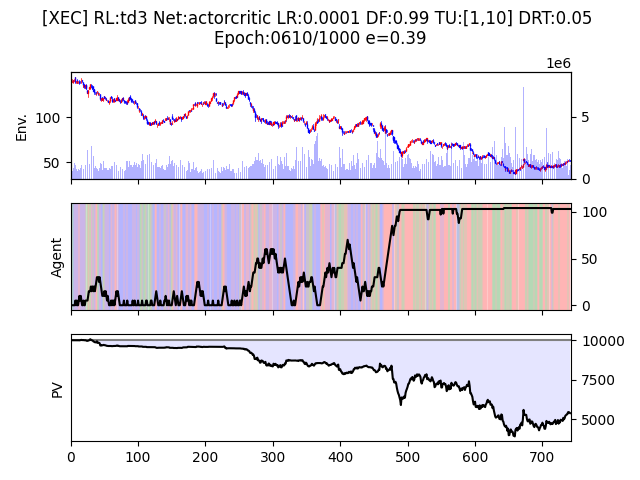 [XEC] RL:td3 Net:actorcritic LR:0.0001 DF:0.99 TU:[1,10] DRT:0.05
Epoch:0610/1000 e=0.39
1e6
Env.
100
50
5
0
Agent
100
50
0
PV
10000
7500
5000
0 100 200 300 400 500 600 700